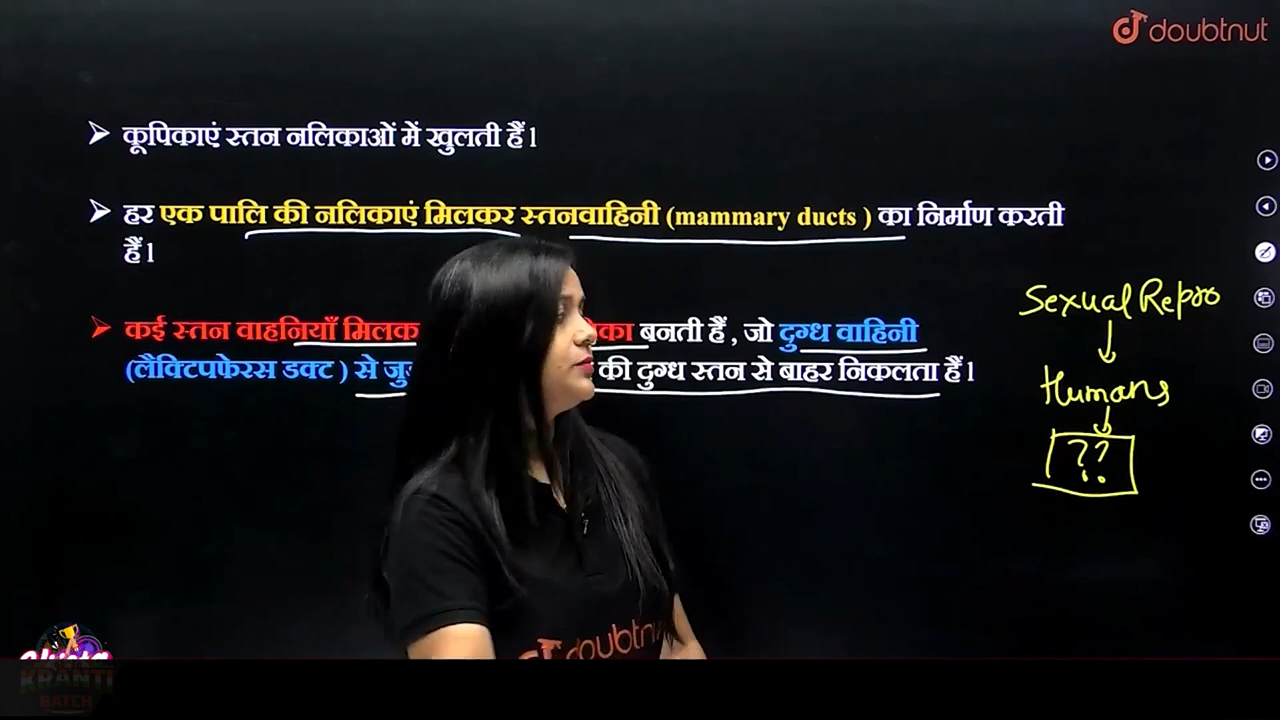 doubtnut
कूपिकाएं स्तन नलिकाओं में खुलती हैं l
हर एक पालि की नलिकाएं मिलकर स्तनवाहिनी (mammary ducts ) का निर्माण करती
हैं l
कई स्तन वाहनियाँ मिलक का बनती हैं , जो दुग्ध वाहिनी
(लैक्टिपफेरस डक्ट ) से जु की दुग्ध स्तन से बाहर निकलता हैं l
Sexual Repro
Humans
??
doubtnut
KRANTI
BATCH